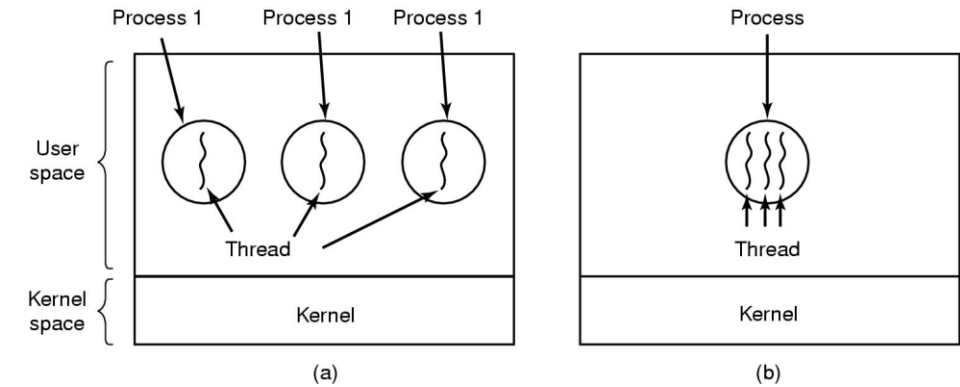 Process 1 Process 1 Process 1 Process
User
space
Thread Thread
Kernel
space
Kernel Kernel
(a) (b)